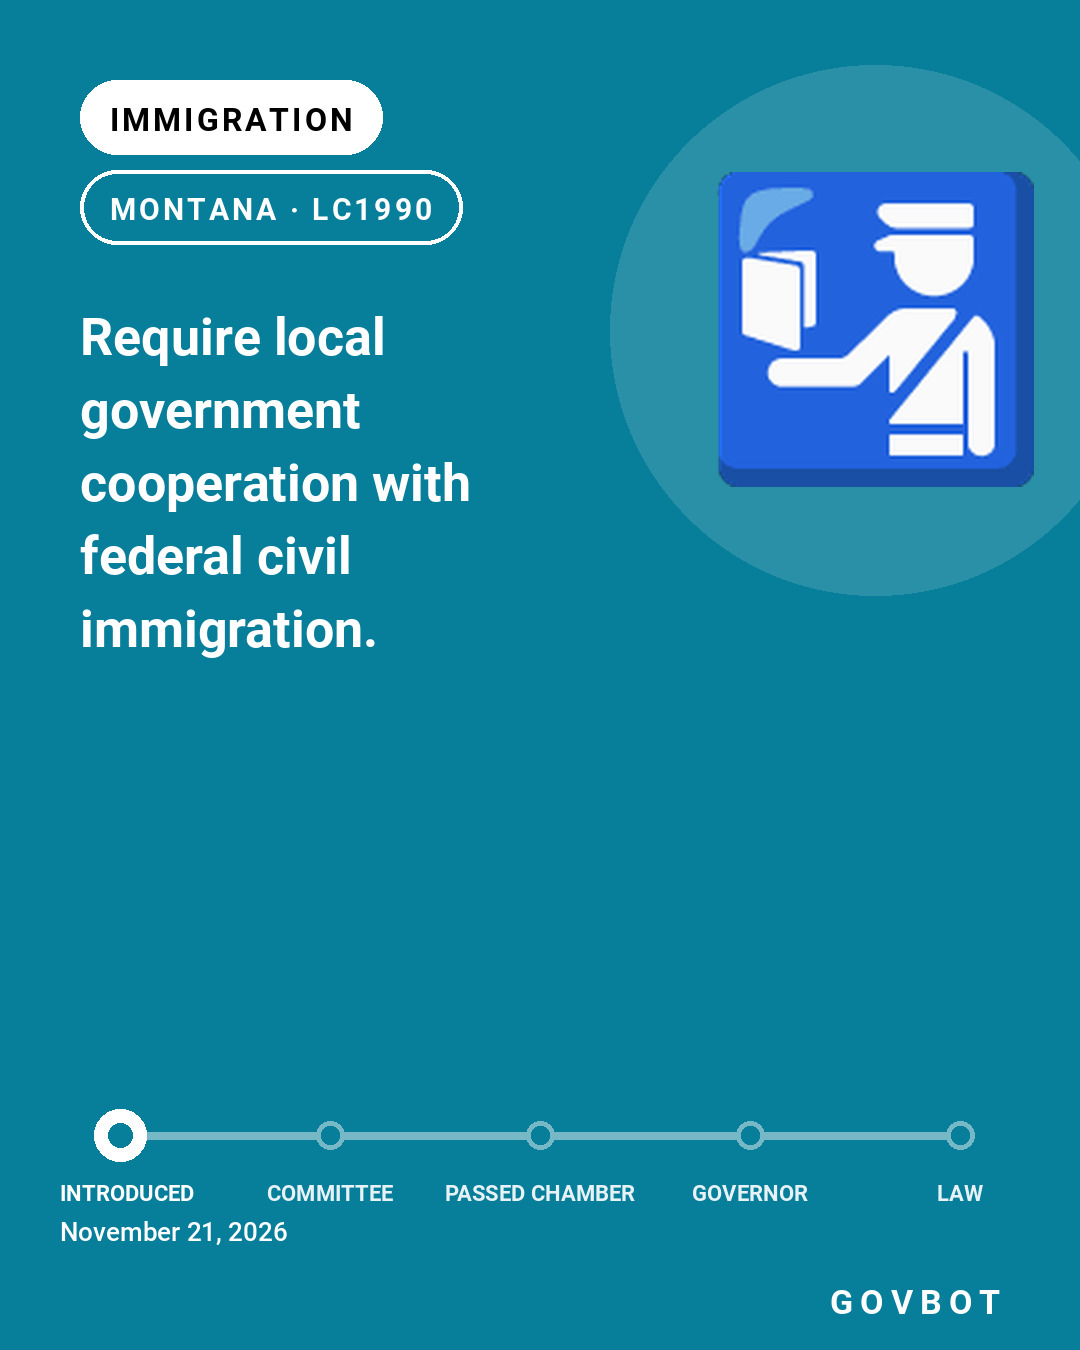 IMMIGRATION
MONTANA · LC1990
Require local
government
cooperation with
federal civil
immigration.
INTRODUCED
November 21, 2026
COMMITTEE
PASSED CHAMBER
GOVERNOR
LAW
GOVBOT